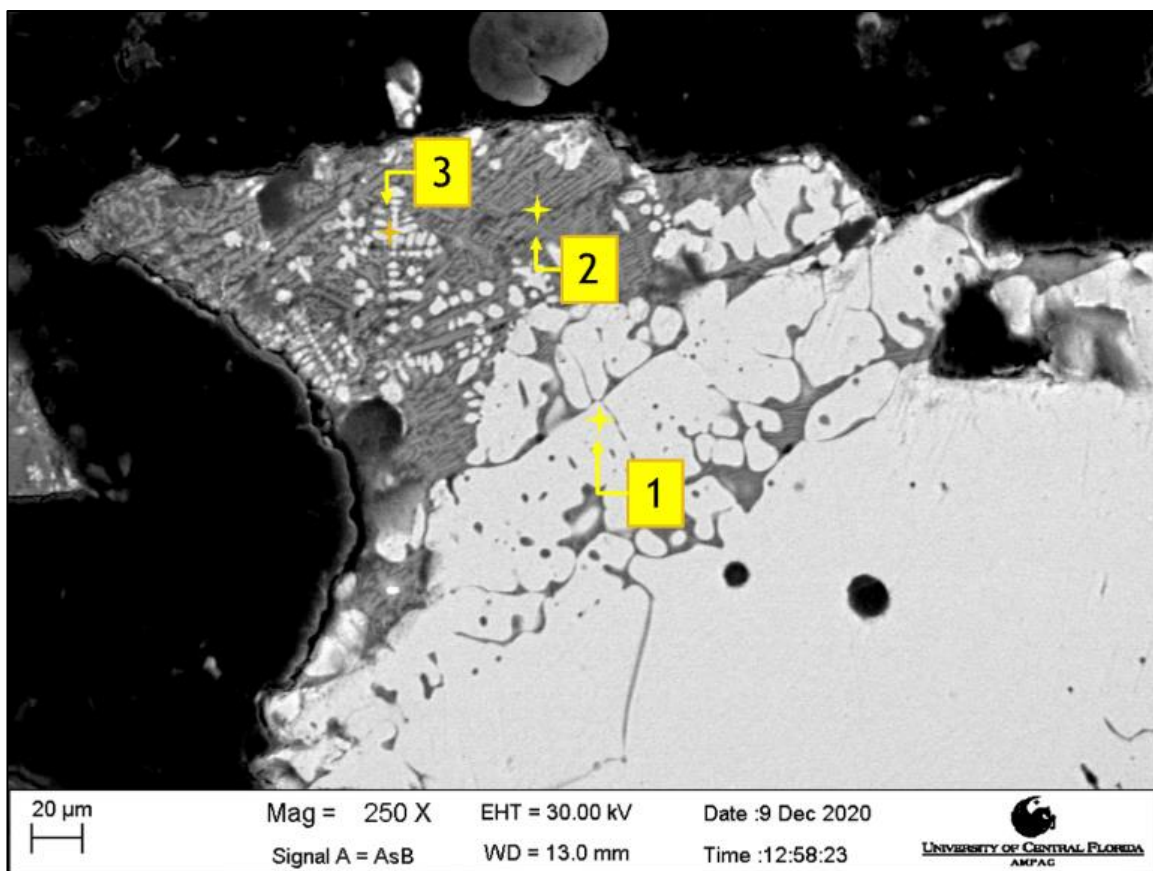 3
2
1
20 µm
Mag = 250 X
EHT = 30.00 kV
Date :9 Dec 2020
Signal A = AsB
WD = 13.0 mm
Time :12:58:23
UNIVERSITY OF CENTRAL FLORIDA
AMPAC